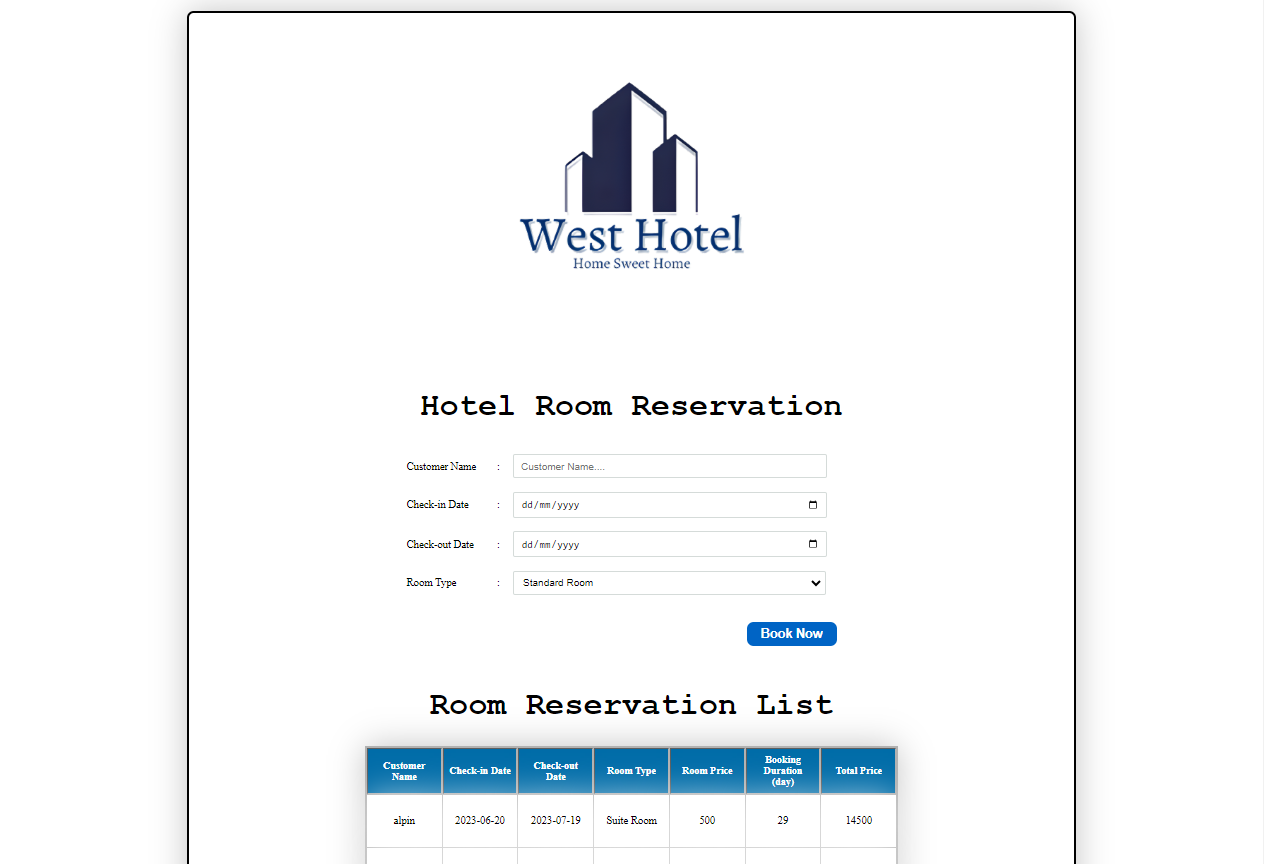 West Hotel
Home Sweet Home
Hotel Room Reservation
Customer Name : Customer Name....
Check-in Date : dd/mm/yyyy
Check-out Date : dd/mm/yyyy
Room Type : Standard Room
Book Now
Room Reservation List
Customer Name Check-in Date Check-out Date Room Type Room Price Booking Duration (day) Total Price
alpin 2023-06-20 2023-07-19 Suite Room 500 29 14500